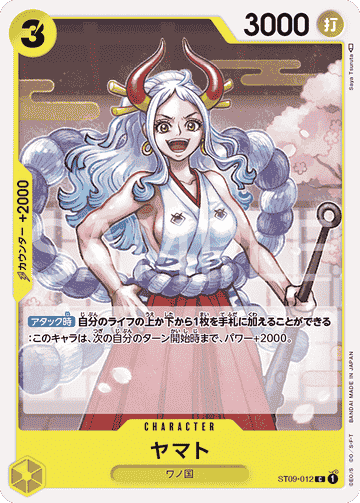 3
3000
打
Saya Tsuruta
カウンター +2000
アタック時 自分のライフの上か下から1枚を手札に加えることができる
:このキャラは、次の自分のターン開始時まで、パワー+2000。
CHARACTER
ヤマト
ワノ国
ST09-012 C 1
BANDAI MADE IN JAPAN